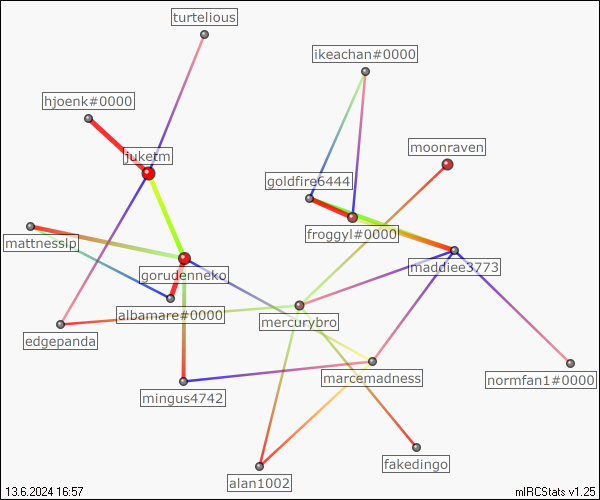 turtelious
ikeachan#0000
hjoenk#0000
moonraven
juketm
goldfire6444
froggyl#0000
mattnesslp
maddiee3773
gorudenneko
albamare#0000
mercurybro
edgepanda
marcemadness
normfan1#0000
mingus4742
fakedingo
alan1002
13.6.2024 16:57
mIRCStats v1.25